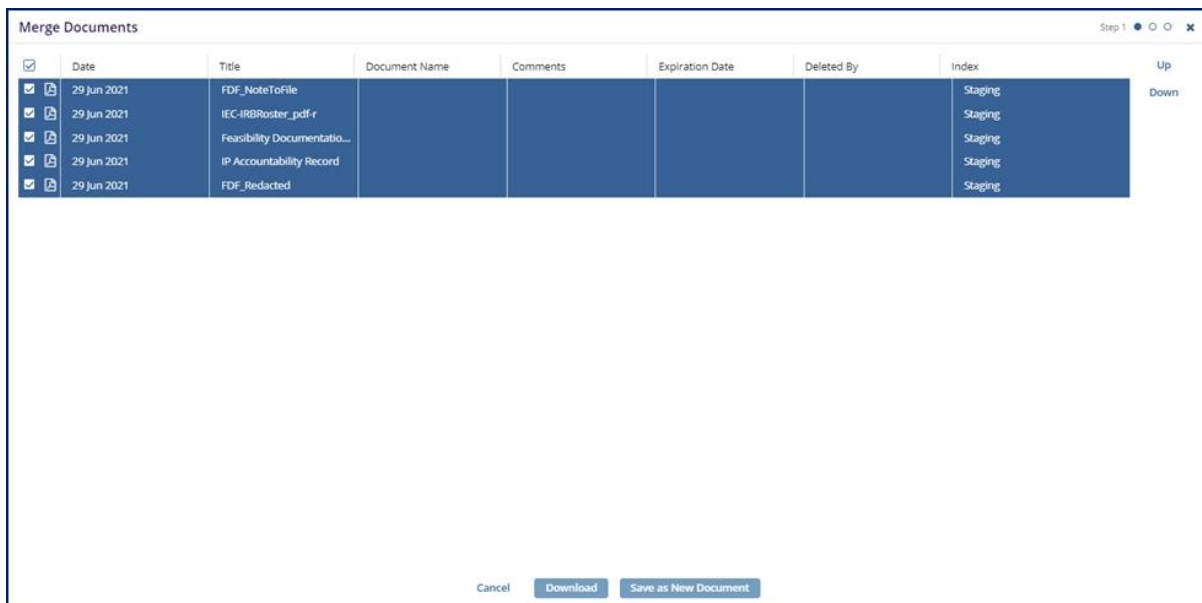 Merge Documents
Step 1
Date Title Document Name Comments Expiration Date Deleted By Index Up
29 Jun 2021 FDF_NoteToFile Staging Down
29 Jun 2021 IEC-IRBRoster_pdf-r Staging
29 Jun 2021 Feasibility Documentatio... Staging
29 Jun 2021 IP Accountability Record Staging
29 Jun 2021 FDF_Redacted Staging
Cancel Download Save as New Document